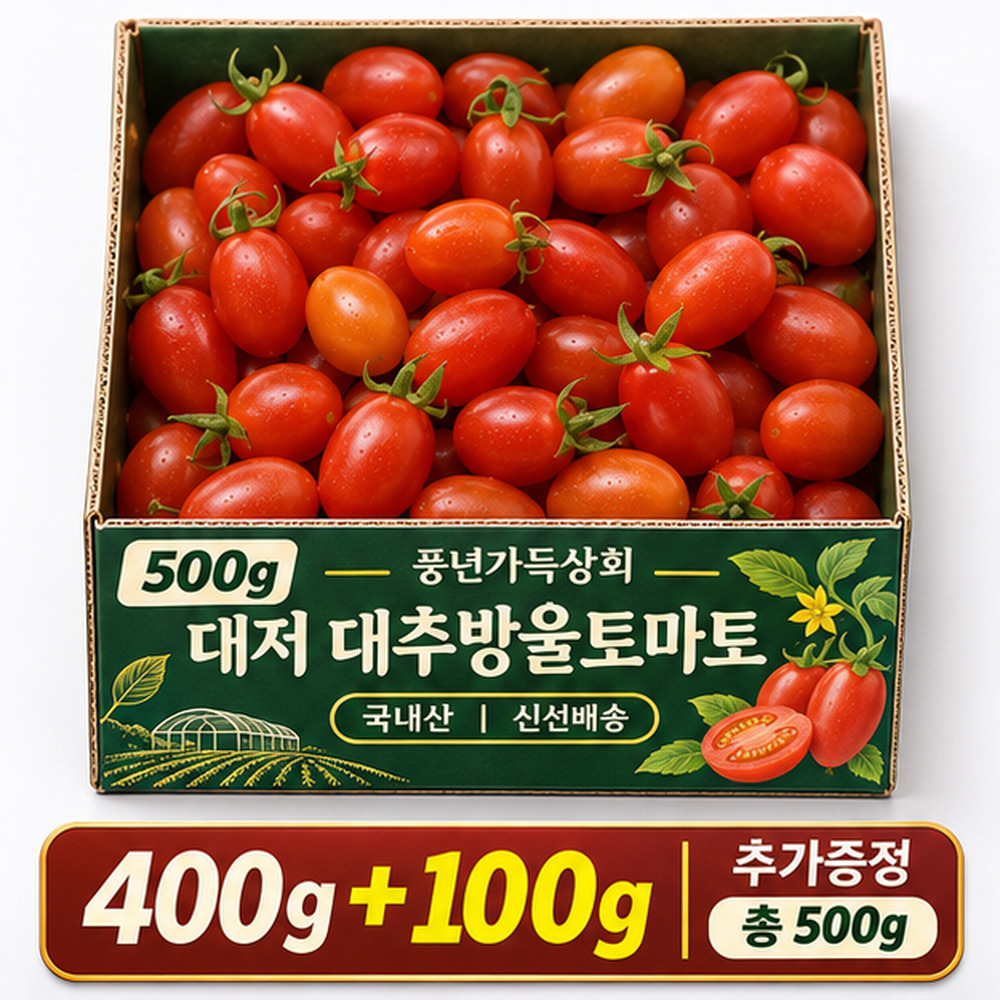 500g
풍년가득상회
대저 대추방울토마토
국내산 | 신선배송
400g+100g
추가증정
총 500g